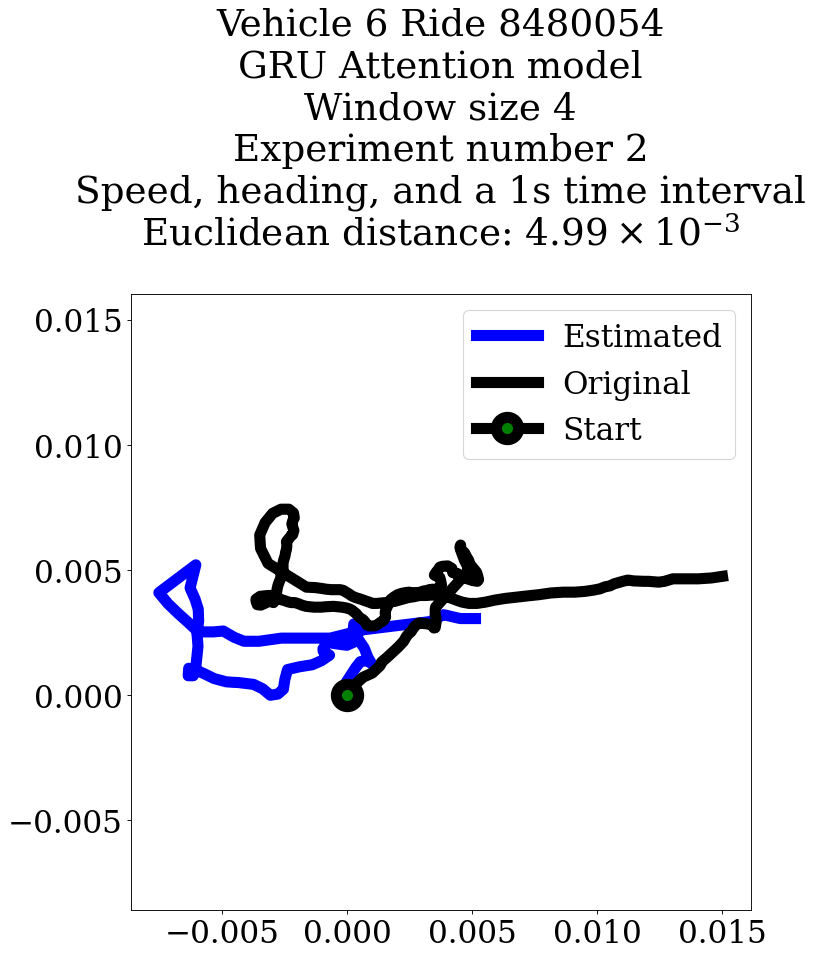 Vehicle 6 Ride 8480054
GRU Attention model
Window size 4
Experiment number 2
Speed, heading, and a 1s time interval
Euclidean distance: 4.99 × 10⁻³
Estimated
Original
Start
0.015
0.010
0.005
0.000
−0.005
−0.005 0.000 0.005 0.010 0.015